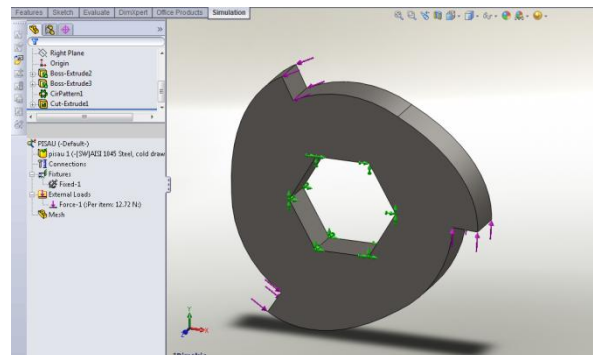 Features Sketch Evaluate DimXpert Office Products Simulation
Right Plane
Origin
Boss-Extrude2
Boss-Extrude3
CirPattern1
Cut-Extrude1
PISAU (-Default-)
pisau 1 (-[SW]AISI 1045 Steel, cold draw
Connections
Fixtures
Fixed-1
External Loads
Force-1 (:Per item: 12.72 N:)
Mesh
Y
X